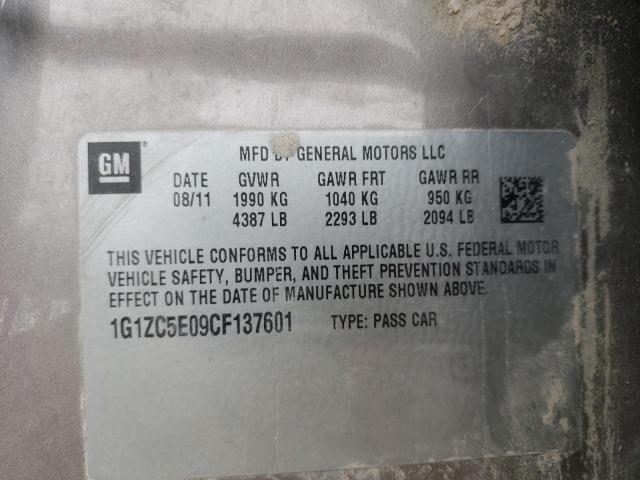 GM
MFD BY GENERAL MOTORS LLC
DATE GVWR GAWR FRT GAWR RR
08/11 1990 KG 1040 KG 950 KG
4387 LB 2293 LB 2094 LB
THIS VEHICLE CONFORMS TO ALL APPLICABLE U.S. FEDERAL MOTOR
VEHICLE SAFETY, BUMPER, AND THEFT PREVENTION STANDARDS IN
EFFECT ON THE DATE OF MANUFACTURE SHOWN ABOVE.
1G1ZC5E09CF137601 TYPE: PASS CAR